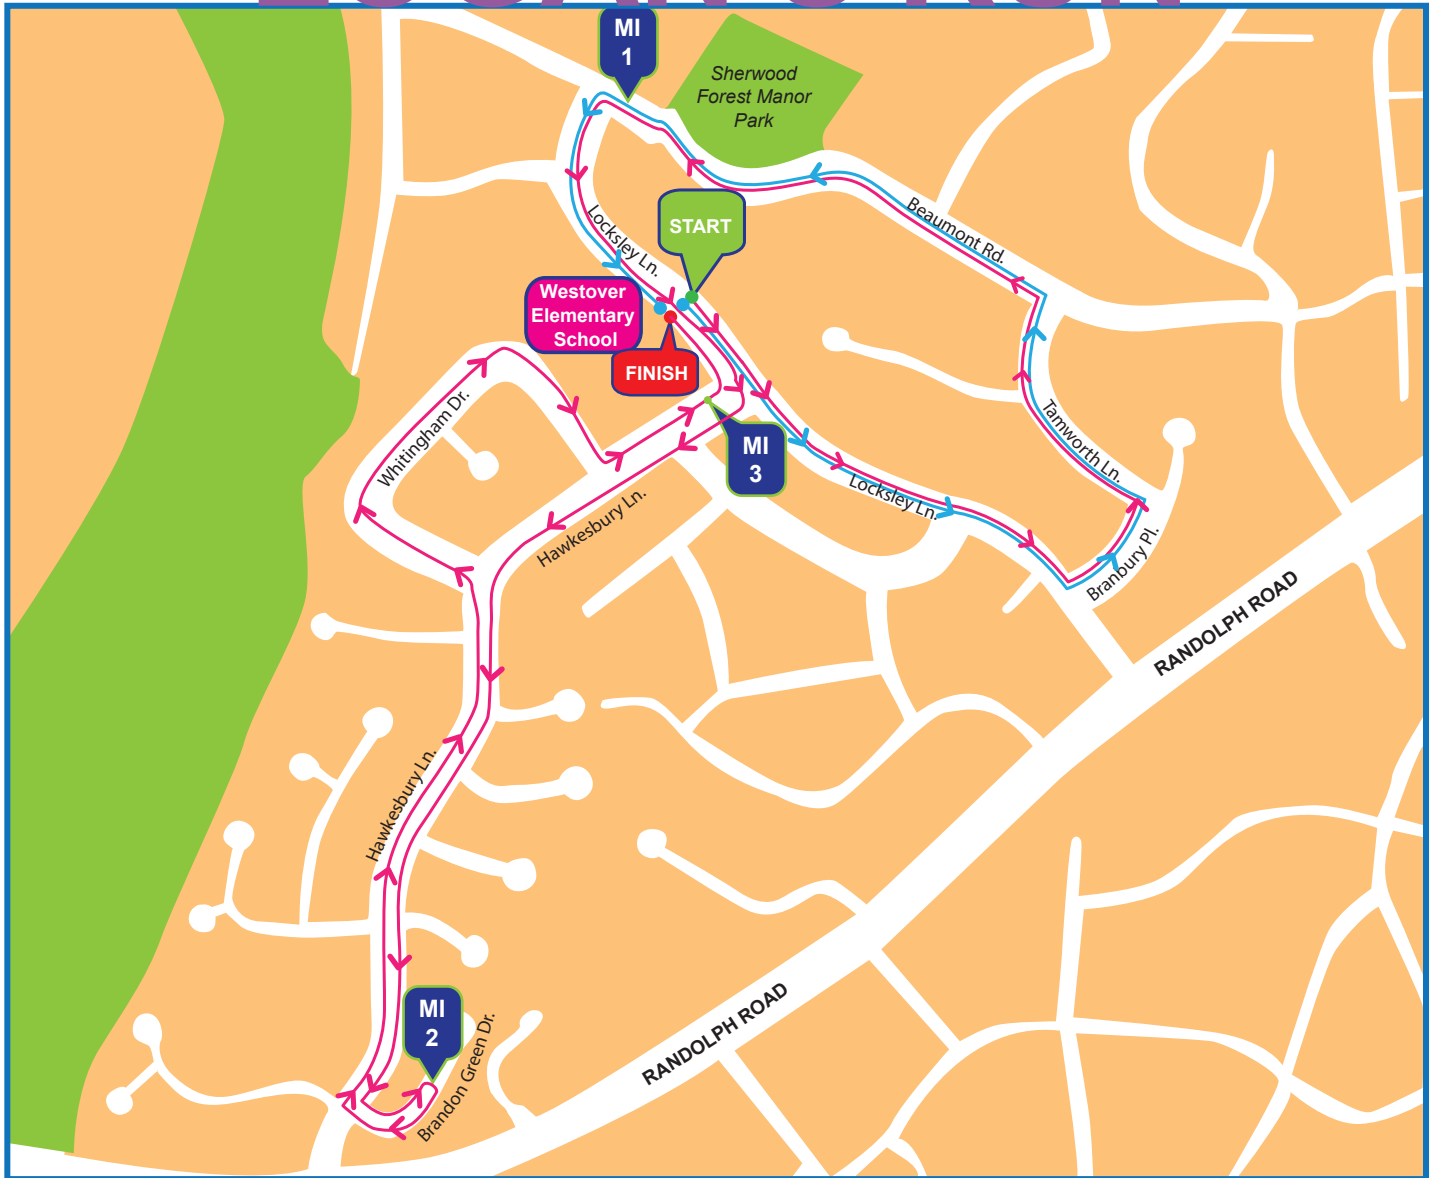 MI
1
Sherwood
Forest Manor
Park
Beaumont Rd.
Locksley Ln.
START
Westover
Elementary
School
FINISH
Whitingham Dr.
MI
3
Tamworth Ln.
Locksley Ln.
Hawkesbury Ln.
Branbury Pl.
RANDOLPH ROAD
Hawkesbury Ln.
MI
2
Brandon Green Dr.
RANDOLPH ROAD